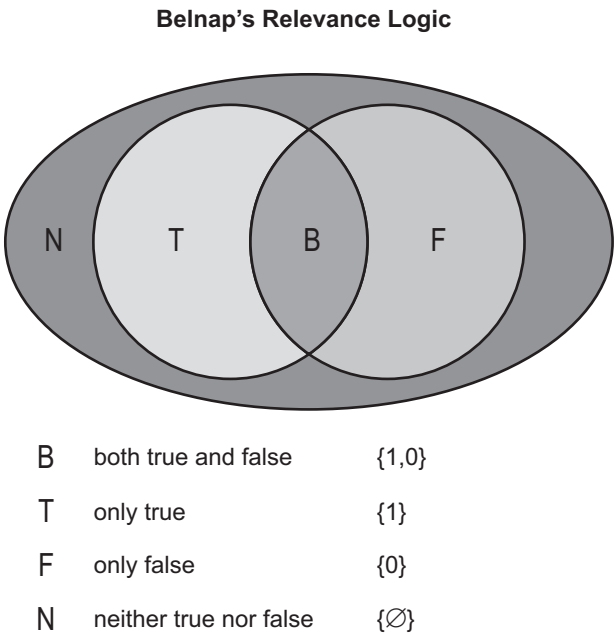 Belnap’s Relevance Logic
N T B F
B both true and false {1,0}
T only true {1}
F only false {0}
N neither true nor false {∅}